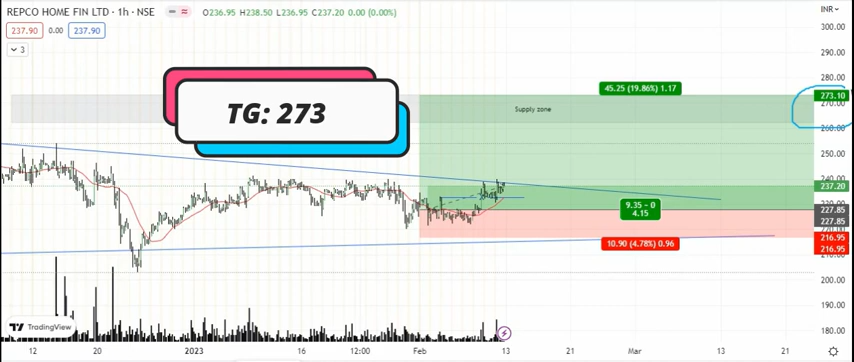 REPCO HOME FIN LTD · 1h · NSE
O236.95 H238.50 L236.95 C237.20 0.00 (0.00%)
INR
237.90 0.00 237.90
3
300.00
290.00
280.00
45.25 (19.86%) 1.17
273.10
TG: 273
Supply zone
260.00
250.00
240.00
237.20
9.35 ~ 0
4.15
227.85
227.85
216.95
10.90 (4.78%) 0.96
216.95
200.00
190.00
TradingView
180.00
12 20 2023 16 12:00 Feb 13 21 Mar 13 21